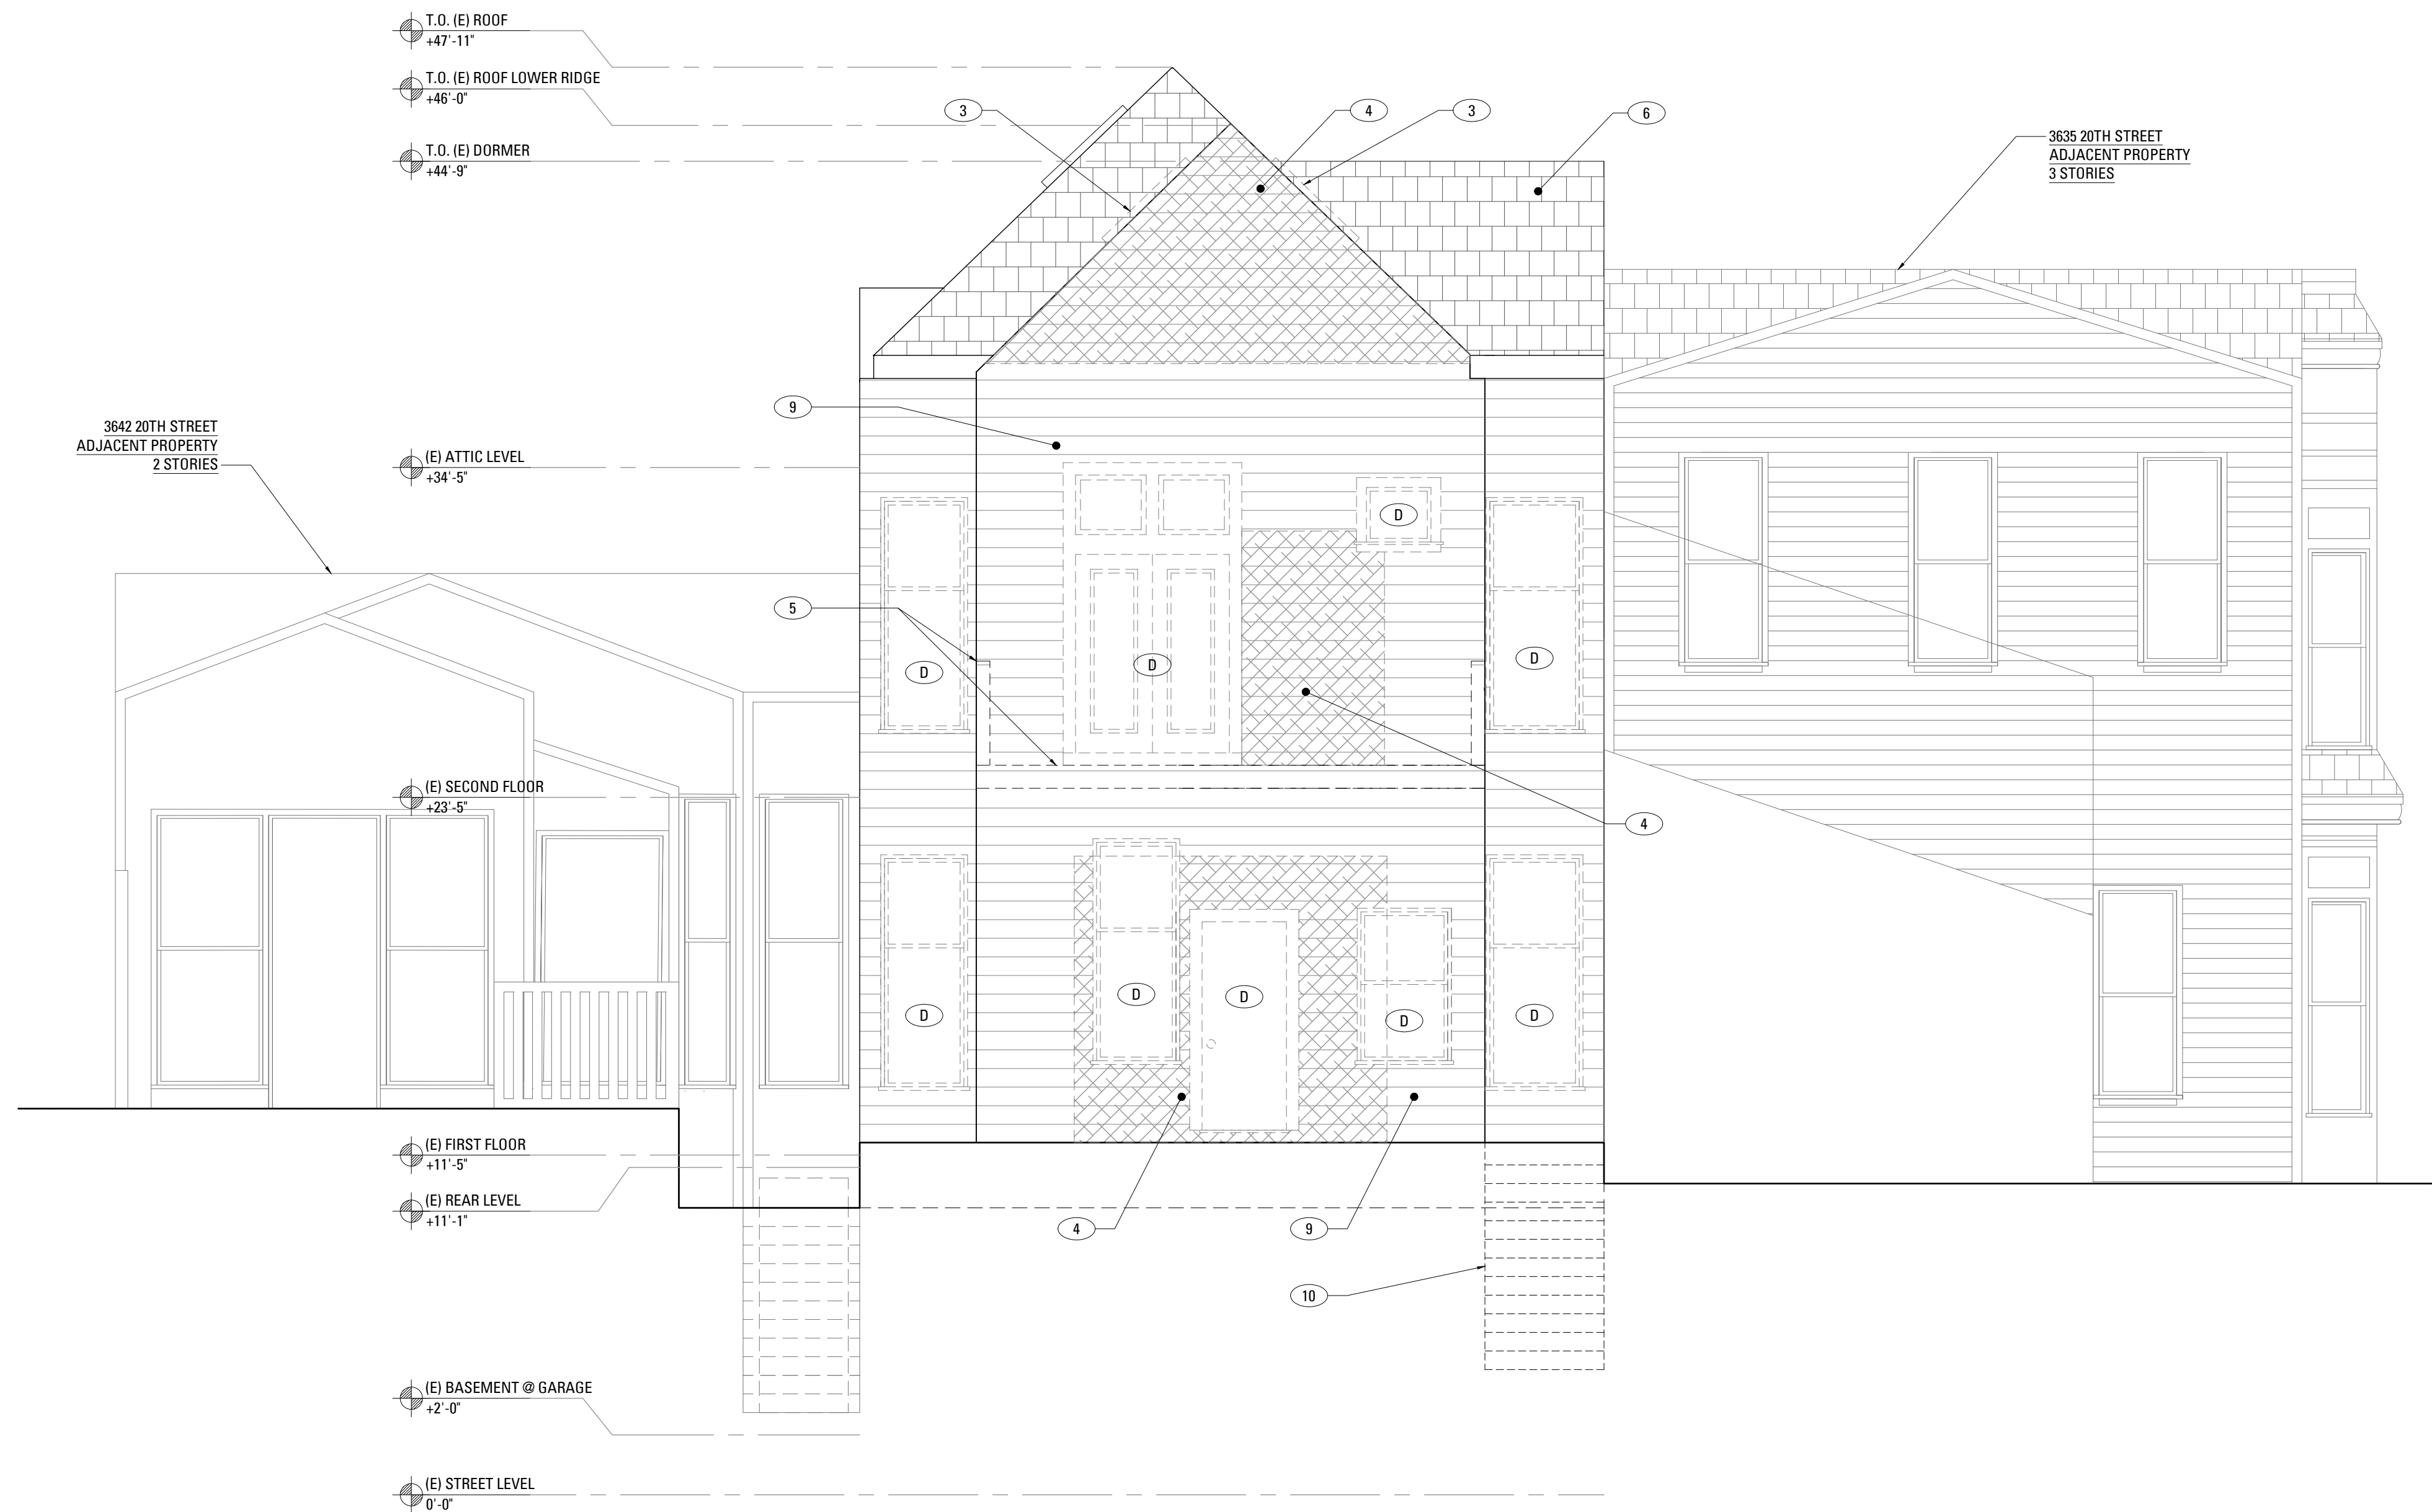 T.O. (E) ROOF
+47'-11"
T.O. (E) ROOF LOWER RIDGE
+46'-0"
T.O. (E) DORMER
+44'-9"
3
4
3
6
3635 20TH STREET
ADJACENT PROPERTY
3 STORIES
9
3642 20TH STREET
ADJACENT PROPERTY
2 STORIES
(E) ATTIC LEVEL
+34'-5"
D
5
D
D
D
(E) SECOND FLOOR
+23'-5"
4
D
D
D
D
D
4
9
(E) FIRST FLOOR
+11'-5"
(E) REAR LEVEL
+11'-1"
10
(E) BASEMENT @ GARAGE
+2'-0"
(E) STREET LEVEL
0'-0"